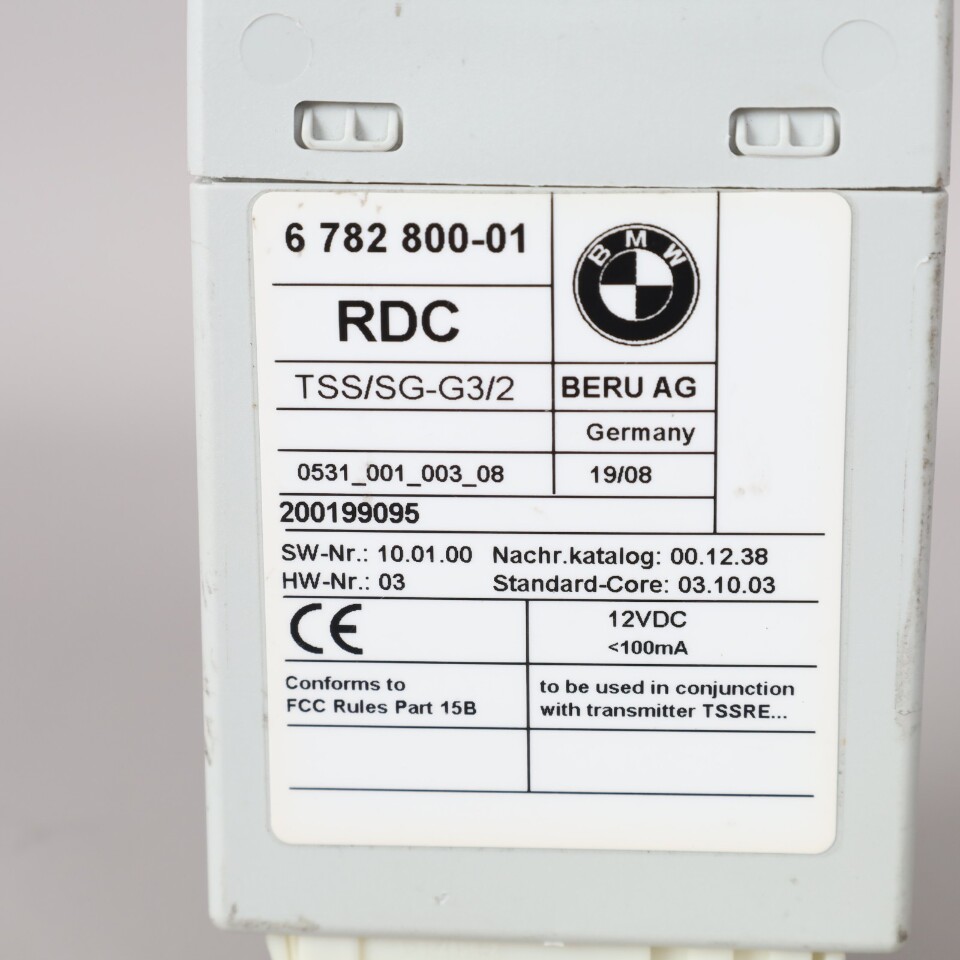 6 782 800-01
BMW
RDC
TSS/SG-G3/2
BERU AG
Germany
0531_001_003_08
19/08
200199095
SW-Nr.: 10.01.00 Nachr.katalog: 00.12.38
HW-Nr.: 03 Standard-Core: 03.10.03
CE
12VDC
<100mA
Conforms to
FCC Rules Part 15B
to be used in conjunction
with transmitter TSSRE...